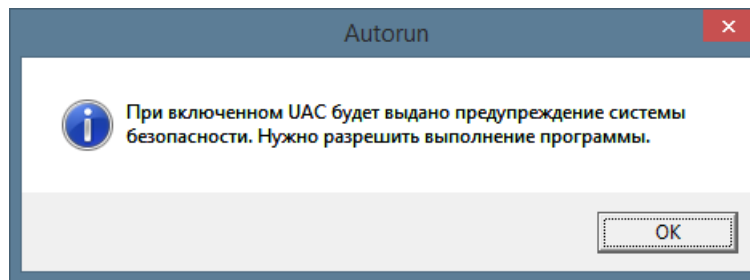 Autorun
При включенном UAC будет выдано предупреждение системы
безопасности. Нужно разрешить выполнение программы.
OK